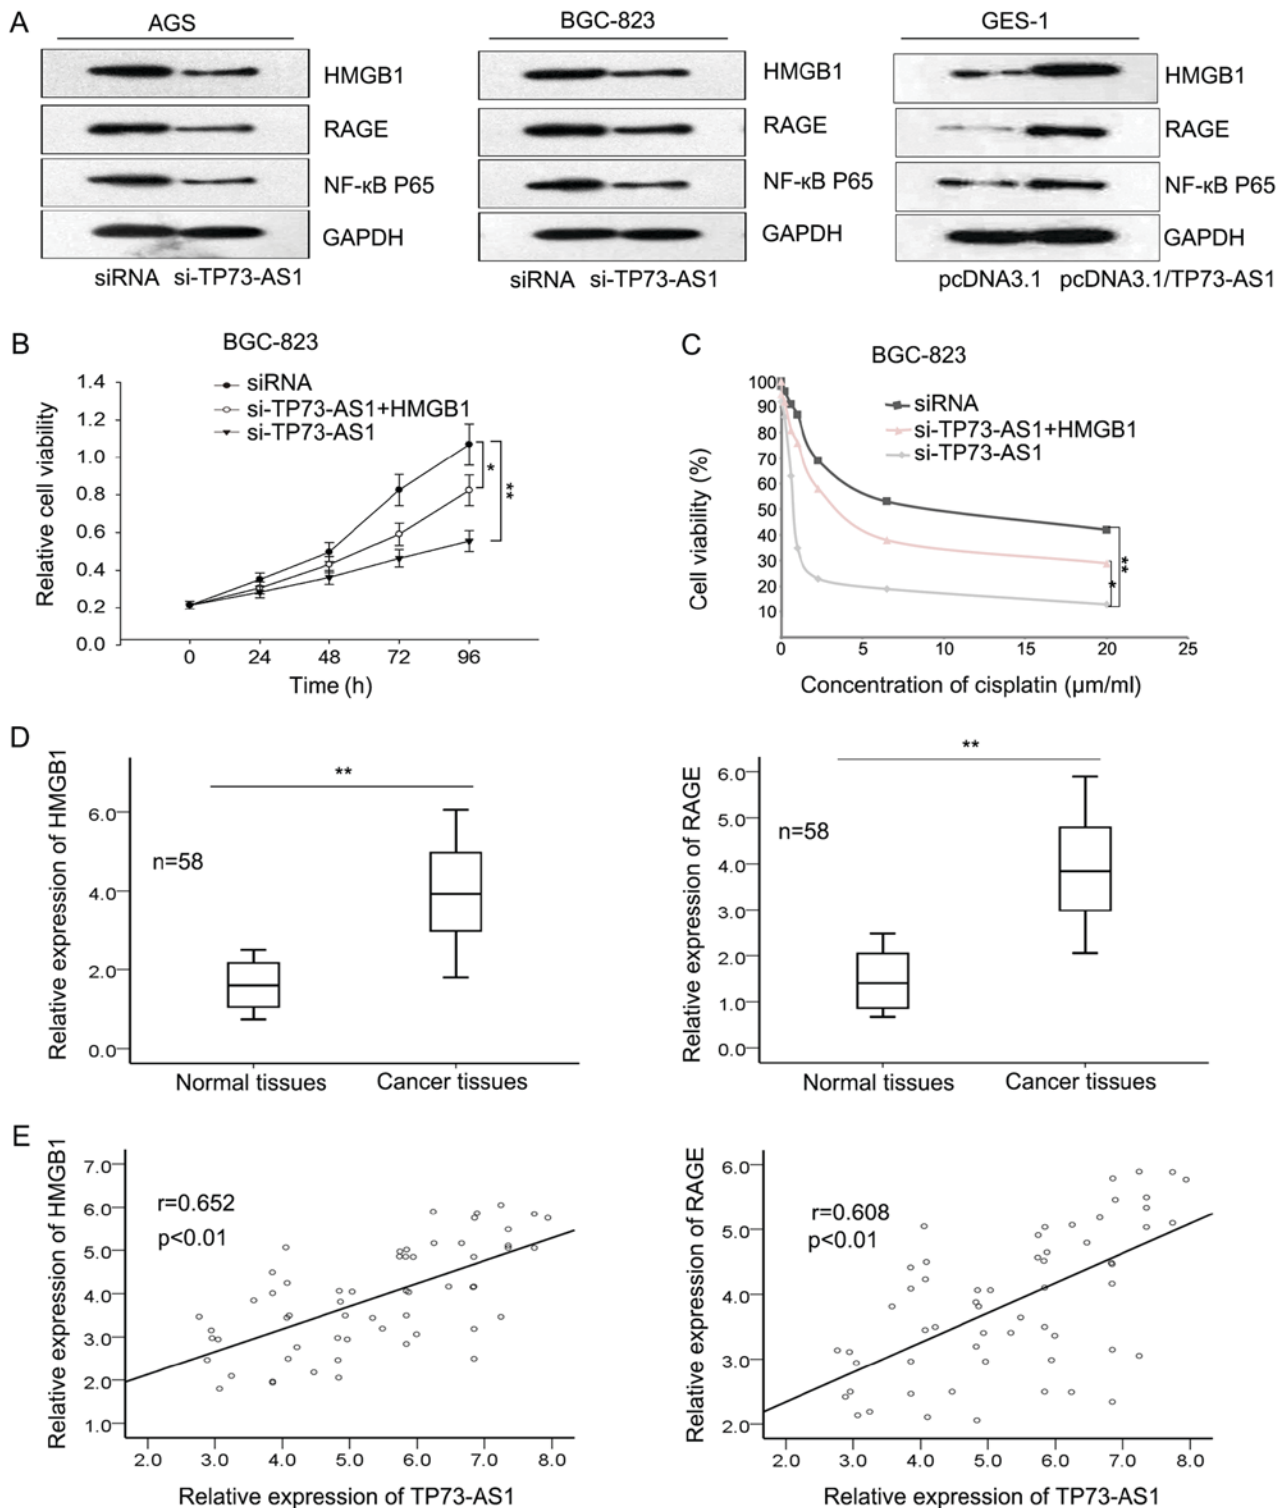 A
AGS
HMGB1
RAGE
NF-κB P65
GAPDH
siRNA si-TP73-AS1
BGC-823
HMGB1
RAGE
NF-κB P65
GAPDH
siRNA si-TP73-AS1
GES-1
HMGB1
RAGE
NF-κB P65
GAPDH
pcDNA3.1 pcDNA3.1/TP73-AS1
B
BGC-823
siRNA
si-TP73-AS1+HMGB1
si-TP73-AS1
Relative cell viability
1.4
1.2
1.0
0.8
0.6
0.4
0.2
0.0
*
**
0 24 48 72 96
Time (h)
C
BGC-823
siRNA
si-TP73-AS1+HMGB1
si-TP73-AS1
Cell viability (%)
100
90
80
70
60
50
40
30
20
10
**
*
0 5 10 15 20 25
Concentration of cisplatin (μm/ml)
D
Relative expression of HMGB1
6.0
4.0
2.0
0.0
**
n=58
Normal tissues Cancer tissues
Relative expression of RAGE
6.0
5.0
4.0
3.0
2.0
1.0
0.0
**
n=58
Normal tissues Cancer tissues
E
Relative expression of HMGB1
7.0
6.0
5.0
4.0
3.0
2.0
1.0
r=0.652
p<0.01
2.0 3.0 4.0 5.0 6.0 7.0 8.0
Relative expression of TP73-AS1
Relative expression of RAGE
6.0
5.0
4.0
3.0
2.0
r=0.608
p<0.01
2.0 3.0 4.0 5.0 6.0 7.0 8.0
Relative expression of TP73-AS1